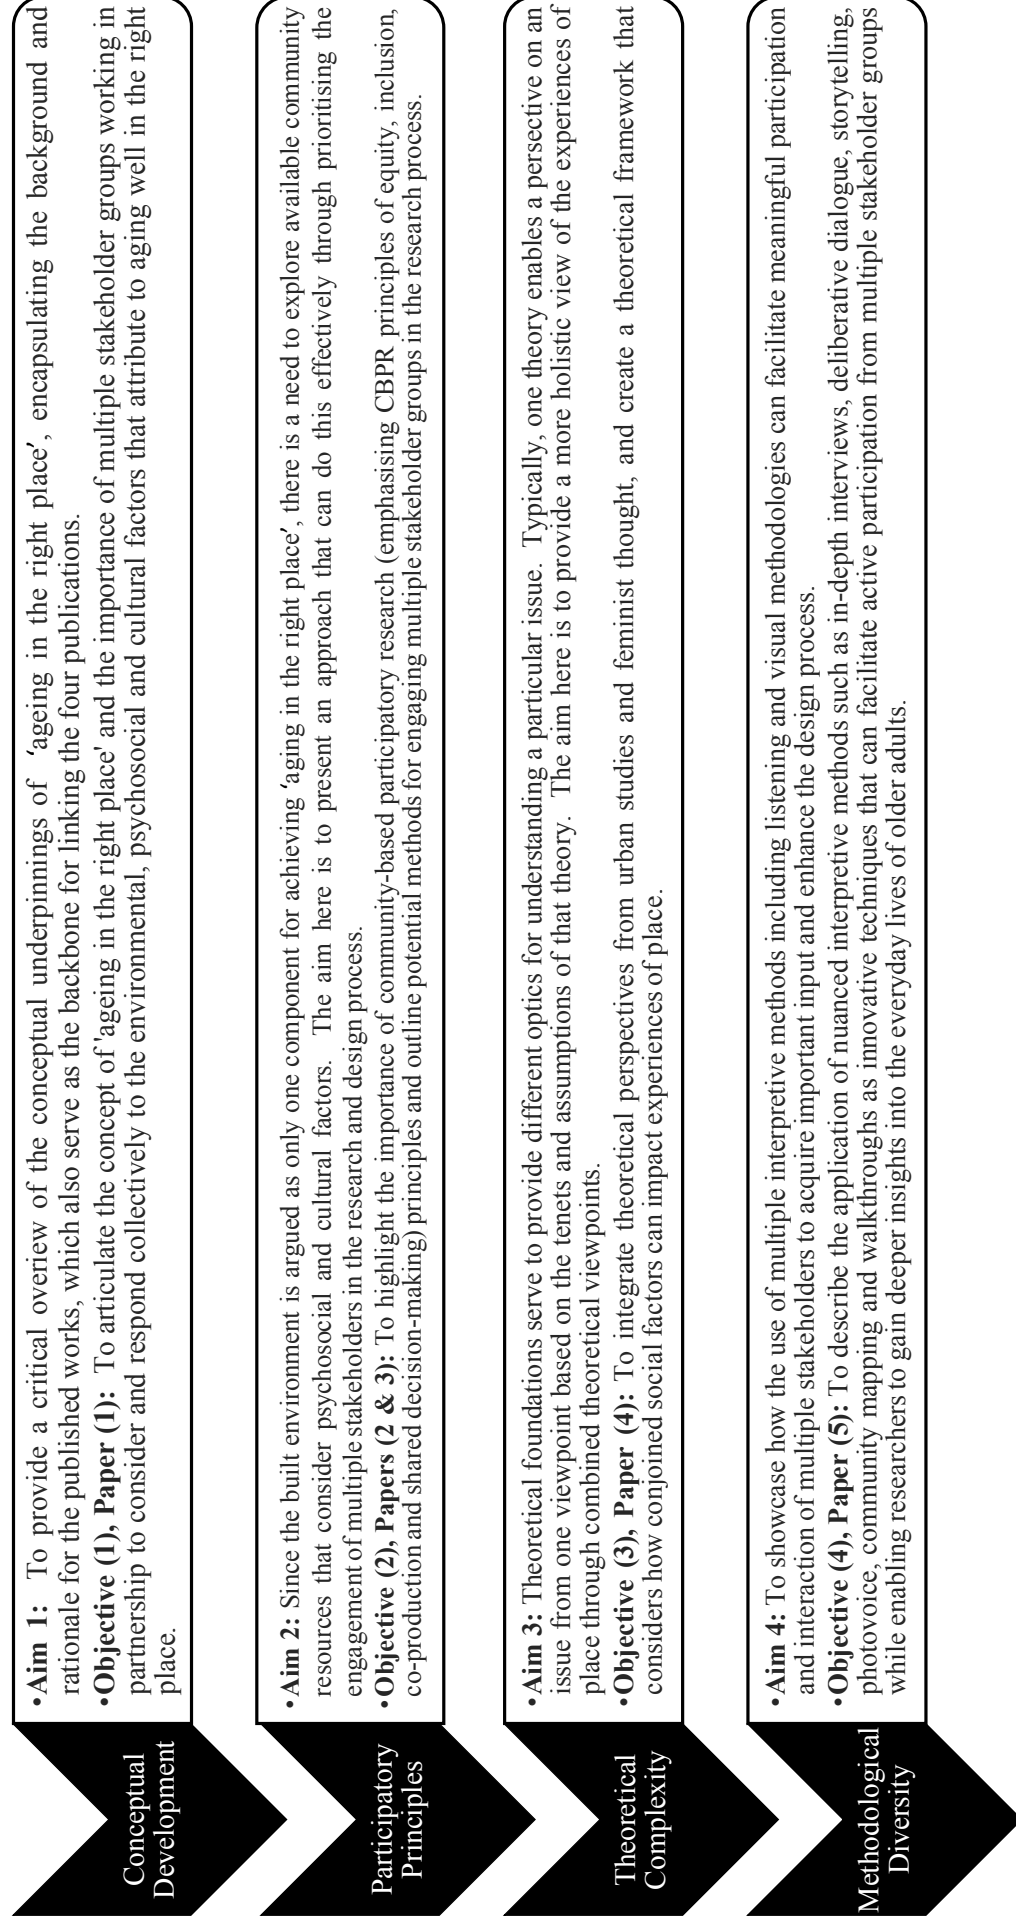 Conceptual
Development
•Aim 1: To provide a critical overiew of the conceptual underpinnings of 'ageing in the right place', encapsulating the background and
rationale for the published works, which also serve as the backbone for linking the four publications.
•Objective (1), Paper (1): To articulate the concept of 'ageing in the right place' and the importance of multiple stakeholder groups working in
partnership to consider and respond collectively to the environmental, psychosocial and cultural factors that attribute to aging well in the right
place.
Participatory
Principles
•Aim 2: Since the built environment is argued as only one component for achieving 'aging in the right place', there is a need to explore available community
resources that consider psychosocial and cultural factors. The aim here is to present an approach that can do this effectively through prioritising the
engagement of multiple stakeholders in the research and design process.
•Objective (2), Papers (2 & 3): To highlight the importance of community-based participatory research (emphasising CBPR principles of equity, inclusion,
co-production and shared decision-making) principles and outline potential methods for engaging multiple stakeholder groups in the research process.
Theoretical
Complexity
•Aim 3: Theoretical foundations serve to provide different optics for understanding a particular issue. Typically, one theory enables a persective on an
issue from one viewpoint based on the tenets and assumptions of that theory. The aim here is to provide a more holistic view of the experiences of
place through combined theoretical viewpoints.
•Objective (3), Paper (4): To integrate theoretical perspectives from urban studies and feminist thought, and create a theoretical framework that
considers how conjoined social factors can impact experiences of place.
Methodological
Diversity
•Aim 4: To showcase how the use of multiple interpretive methods including listening and visual methodologies can facilitate meaningful participation
and interaction of multiple stakeholders to acquire important input and enhance the design process.
•Objective (4), Paper (5): To describe the application of nuanced interpretive methods such as in-depth interviews, deliberative dialogue, storytelling,
photovoice, community mapping and walkthroughs as innovative techniques that can facilitate active participation from multiple stakeholder groups
while enabling researchers to gain deeper insights into the everyday lives of older adults.